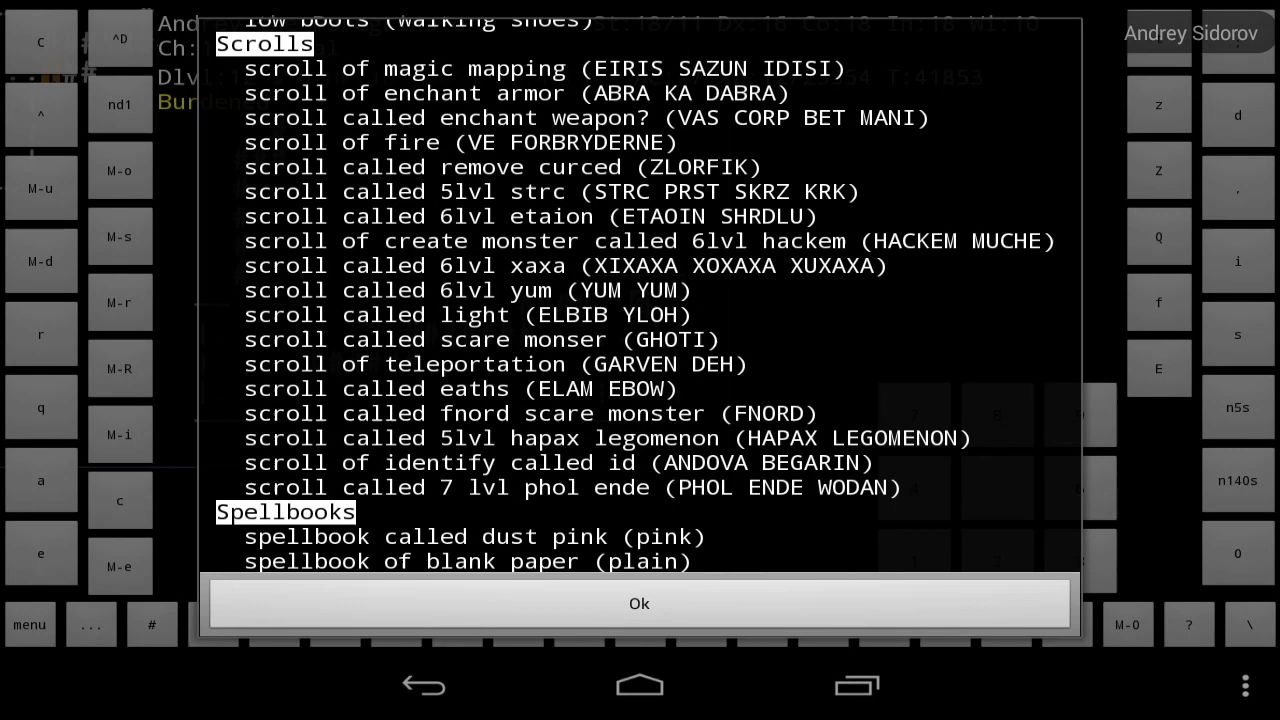 low boots (walking shoes)
Andrey Sidorov
Scrolls
scroll of magic mapping (EIRIS SAZUN IDISI)
scroll of enchant armor (ABRA KA DABRA)
scroll called enchant weapon? (VAS CORP BET MANI)
scroll of fire (VE FORBRYDERNE)
scroll called remove curced (ZLORFIK)
scroll called 5lvl strc (STRC PRST SKRZ KRK)
scroll called 6lvl etaion (ETAOIN SHRDLU)
scroll of create monster called 6lvl hackem (HACKEM MUCHE)
scroll called 6lvl xaxa (XIXAXA XOXAXA XUXAXA)
scroll called 6lvl yum (YUM YUM)
scroll called light (ELBIB YLOH)
scroll called scare monser (GHOTI)
scroll of teleportation (GARVEN DEH)
scroll called eaths (ELAM EBOW)
scroll called fnord scare monster (FNORD)
scroll called 5lvl hapax legomenon (HAPAX LEGOMENON)
scroll of identify called id (ANDOVA BEGARIN)
scroll called 7 lvl phol ende (PHOL ENDE WODAN)
Spellbooks
spellbook called dust pink (pink)
spellbook of blank paper (plain)
Ok
c
^D
^
nd1
M-u
M-o
M-d
M-s
r
M-r
M-R
q
M-i
a
c
e
M-e
menu
...
#
z
d
Z
,
Q
i
f
s
E
n5s
n140s
O
M-O
?
\
T:41853